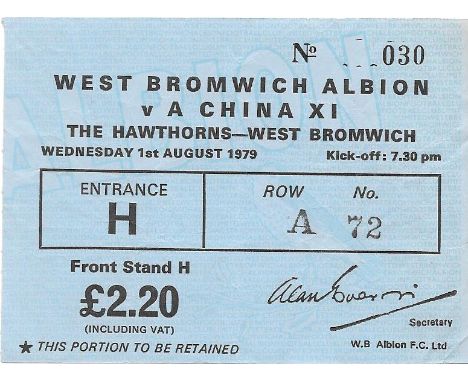 Nº 030
WEST BROMWICH ALBION
v A CHINA XI
THE HAWTHORNS—WEST BROMWICH
WEDNESDAY 1st AUGUST 1979 Kick-off: 7.30 pm
ENTRANCE ROW No.
H A 72
Front Stand H
£2.20
(INCLUDING VAT)
Secretary
★ THIS PORTION TO BE RETAINED W.B Albion F.C. Ltd
ALBION